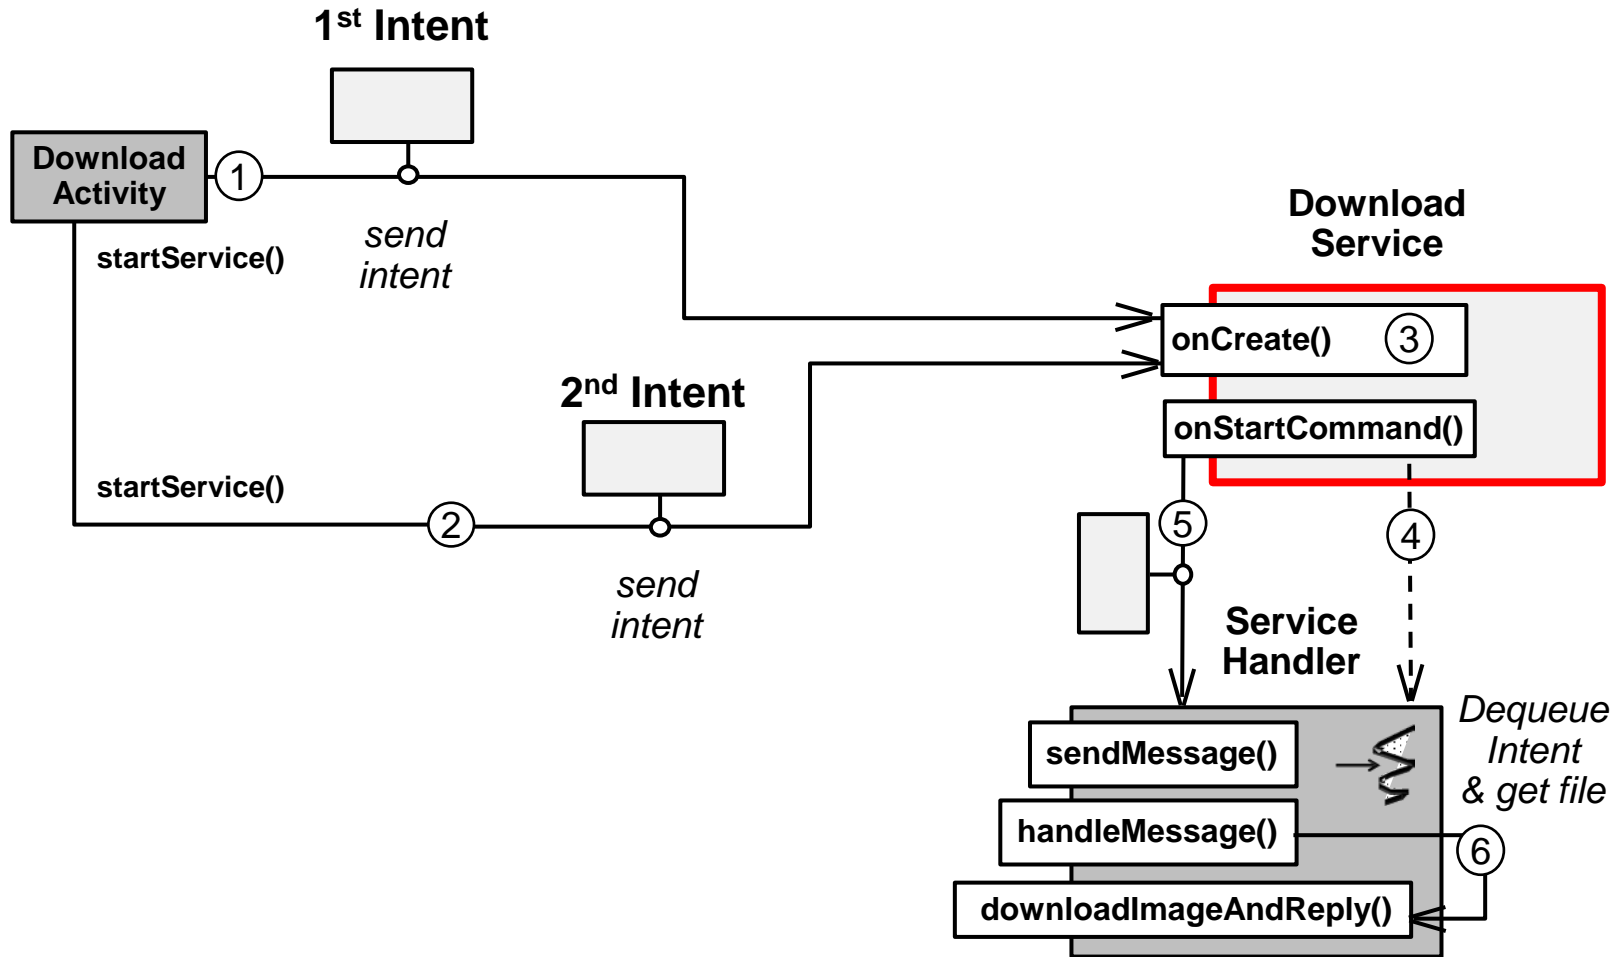 1st Intent
Download
Activity
1
send
intent
startService()
Download
Service
onCreate()
3
2nd Intent
onStartCommand()
startService()
2
5
4
send
intent
Service
Handler
Dequeue
Intent
& get file
sendMessage()
handleMessage()
6
downloadImageAndReply()